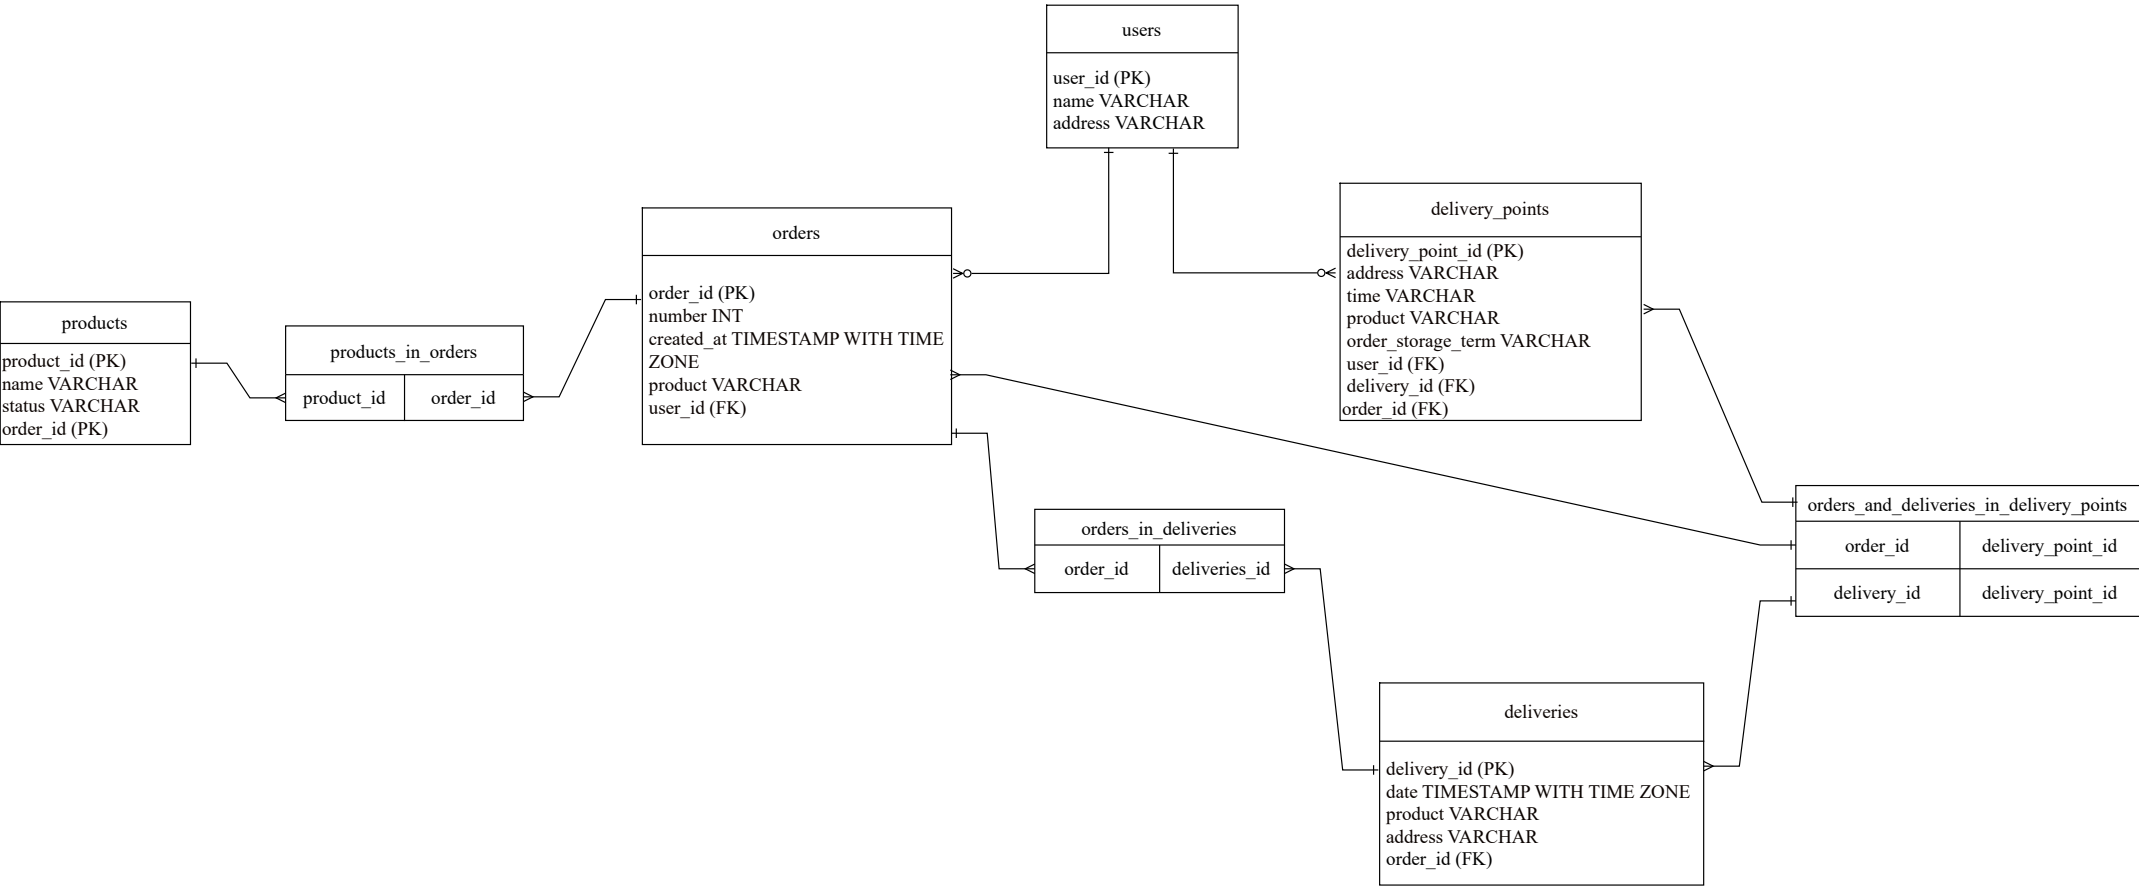 users
user_id (PK)
name VARCHAR
address VARCHAR
delivery_points
delivery_point_id (PK)
address VARCHAR
time VARCHAR
product VARCHAR
order_storage_term VARCHAR
user_id (FK)
delivery_id (FK)
order_id (FK)
orders
order_id (PK)
number INT
created_at TIMESTAMP WITH TIME
ZONE
product VARCHAR
user_id (FK)
products
product_id (PK)
name VARCHAR
status VARCHAR
order_id (PK)
products_in_orders
product_id order_id
orders_and_deliveries_in_delivery_points
order_id delivery_point_id
delivery_id delivery_point_id
orders_in_deliveries
order_id deliveries_id
deliveries
delivery_id (PK)
date TIMESTAMP WITH TIME ZONE
product VARCHAR
address VARCHAR
order_id (FK)